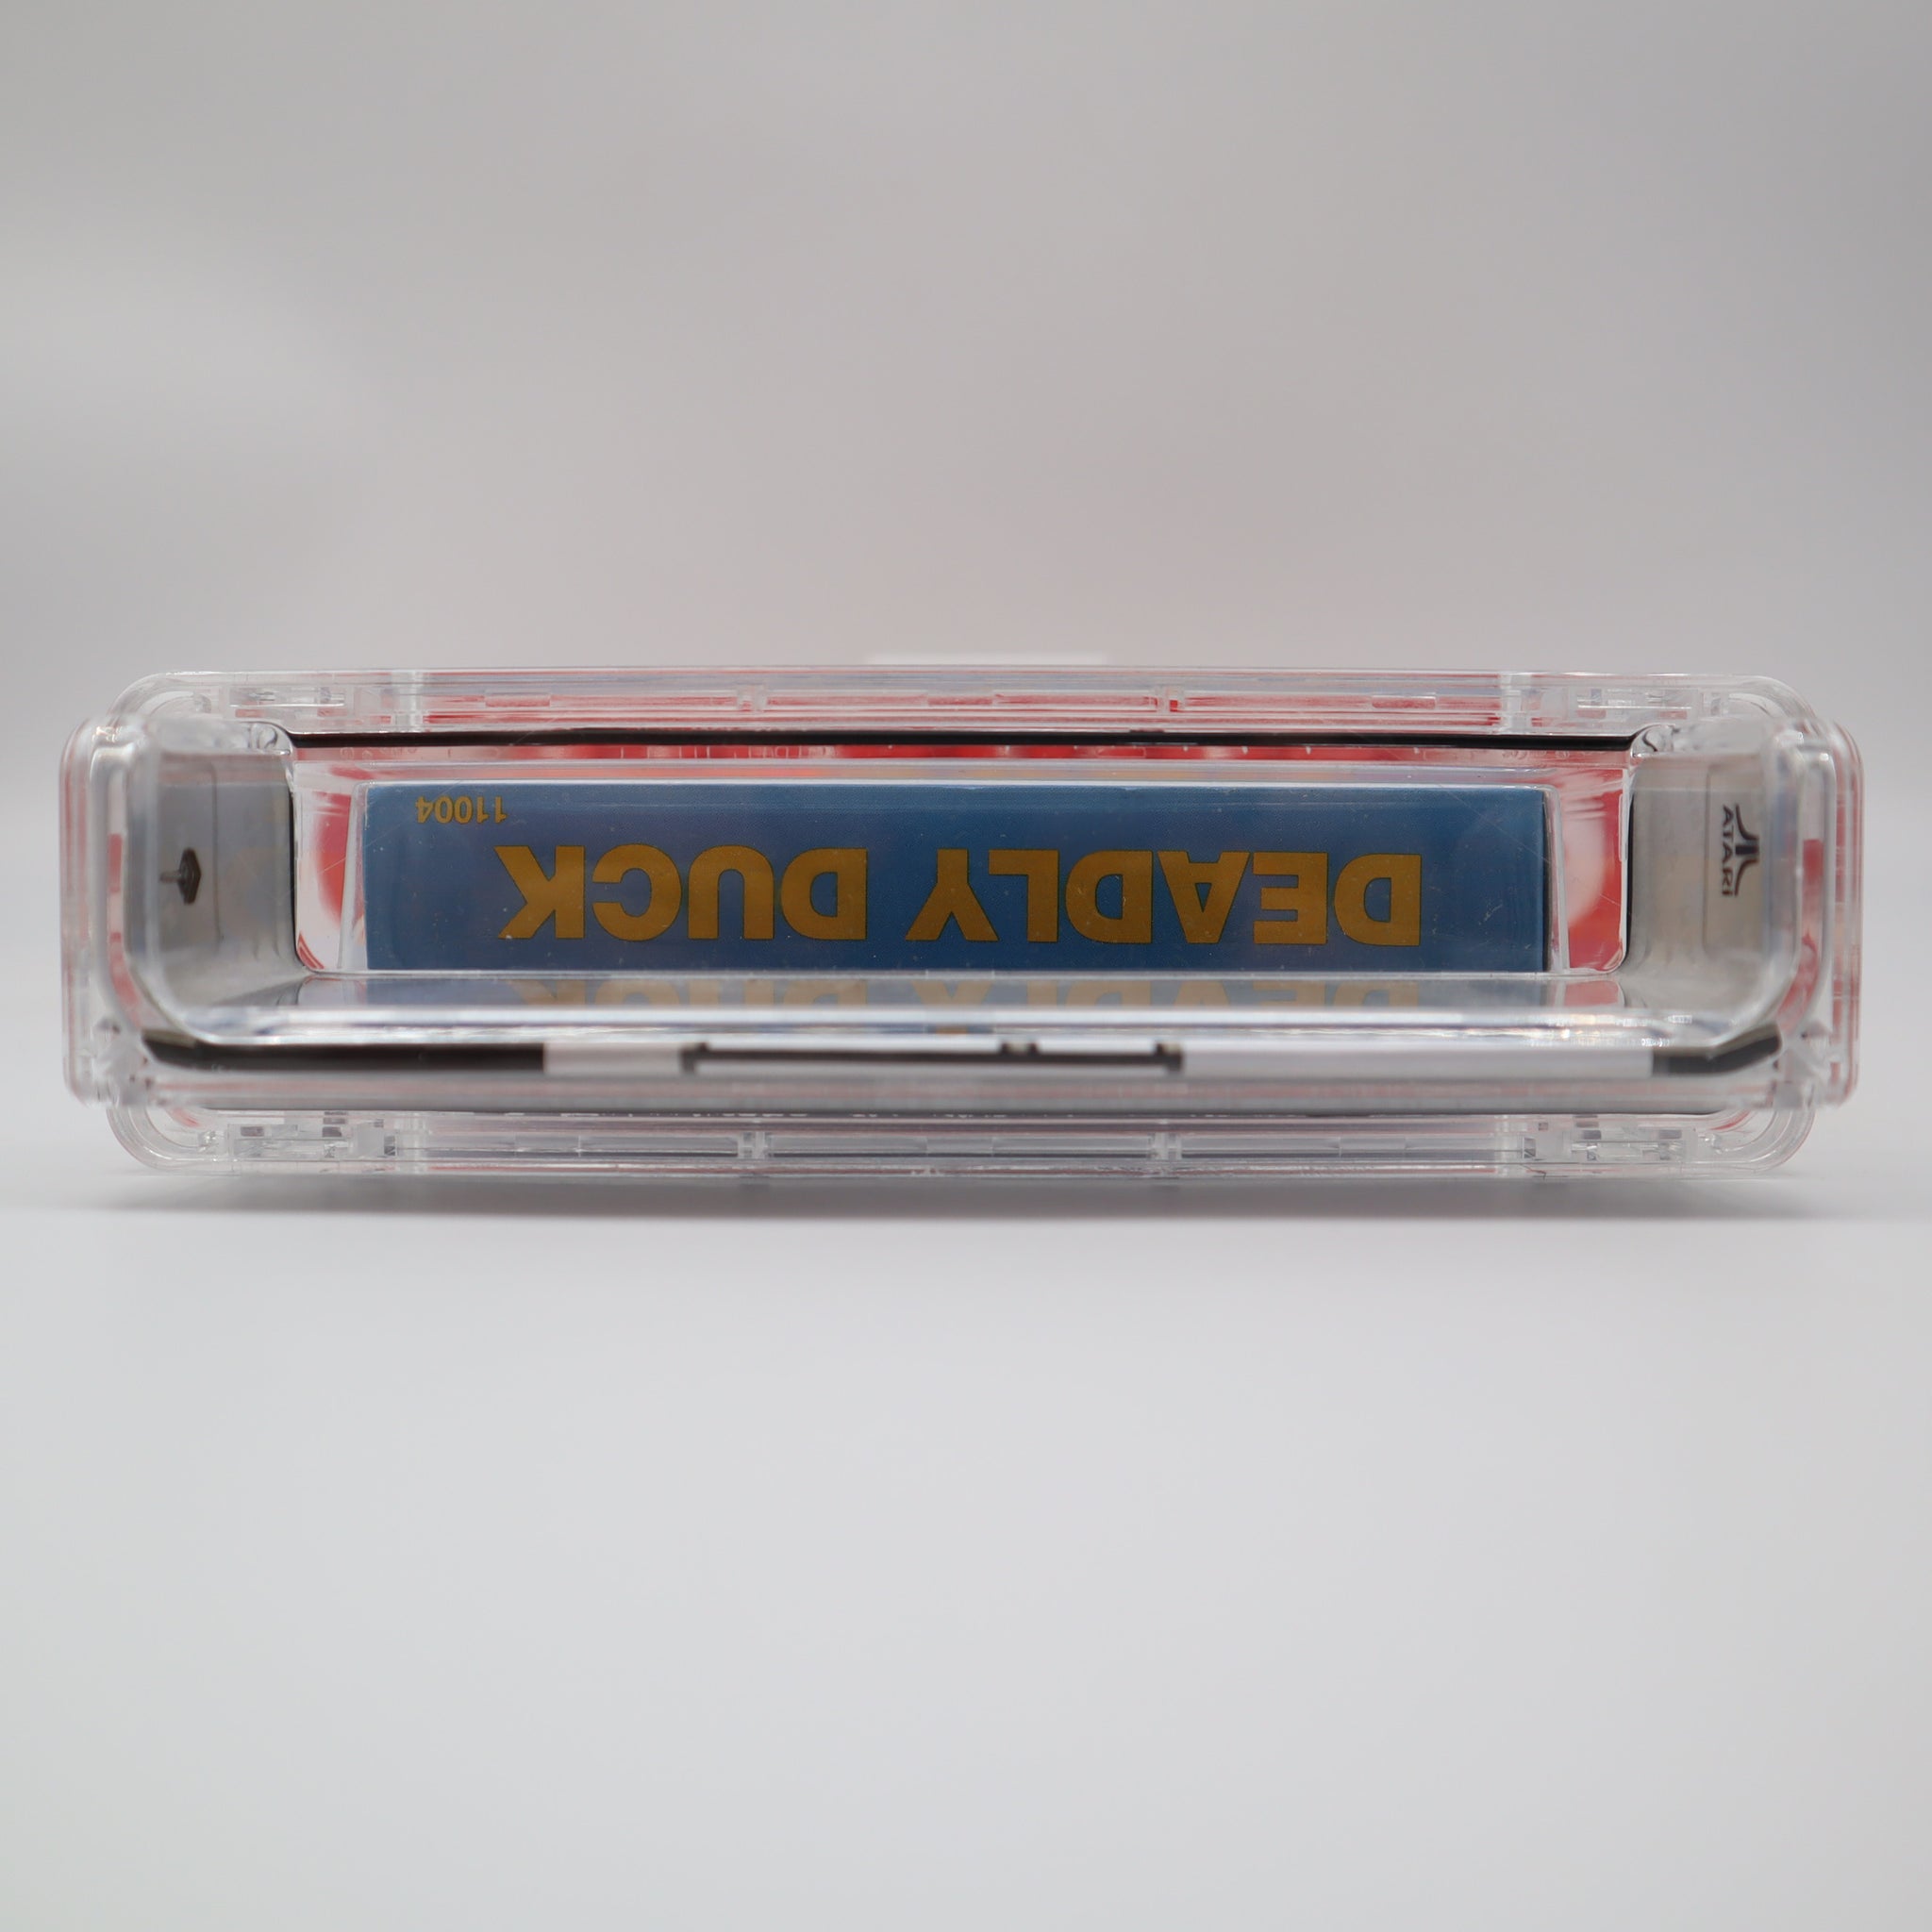 11004
DEADLY DUCK
ATARI